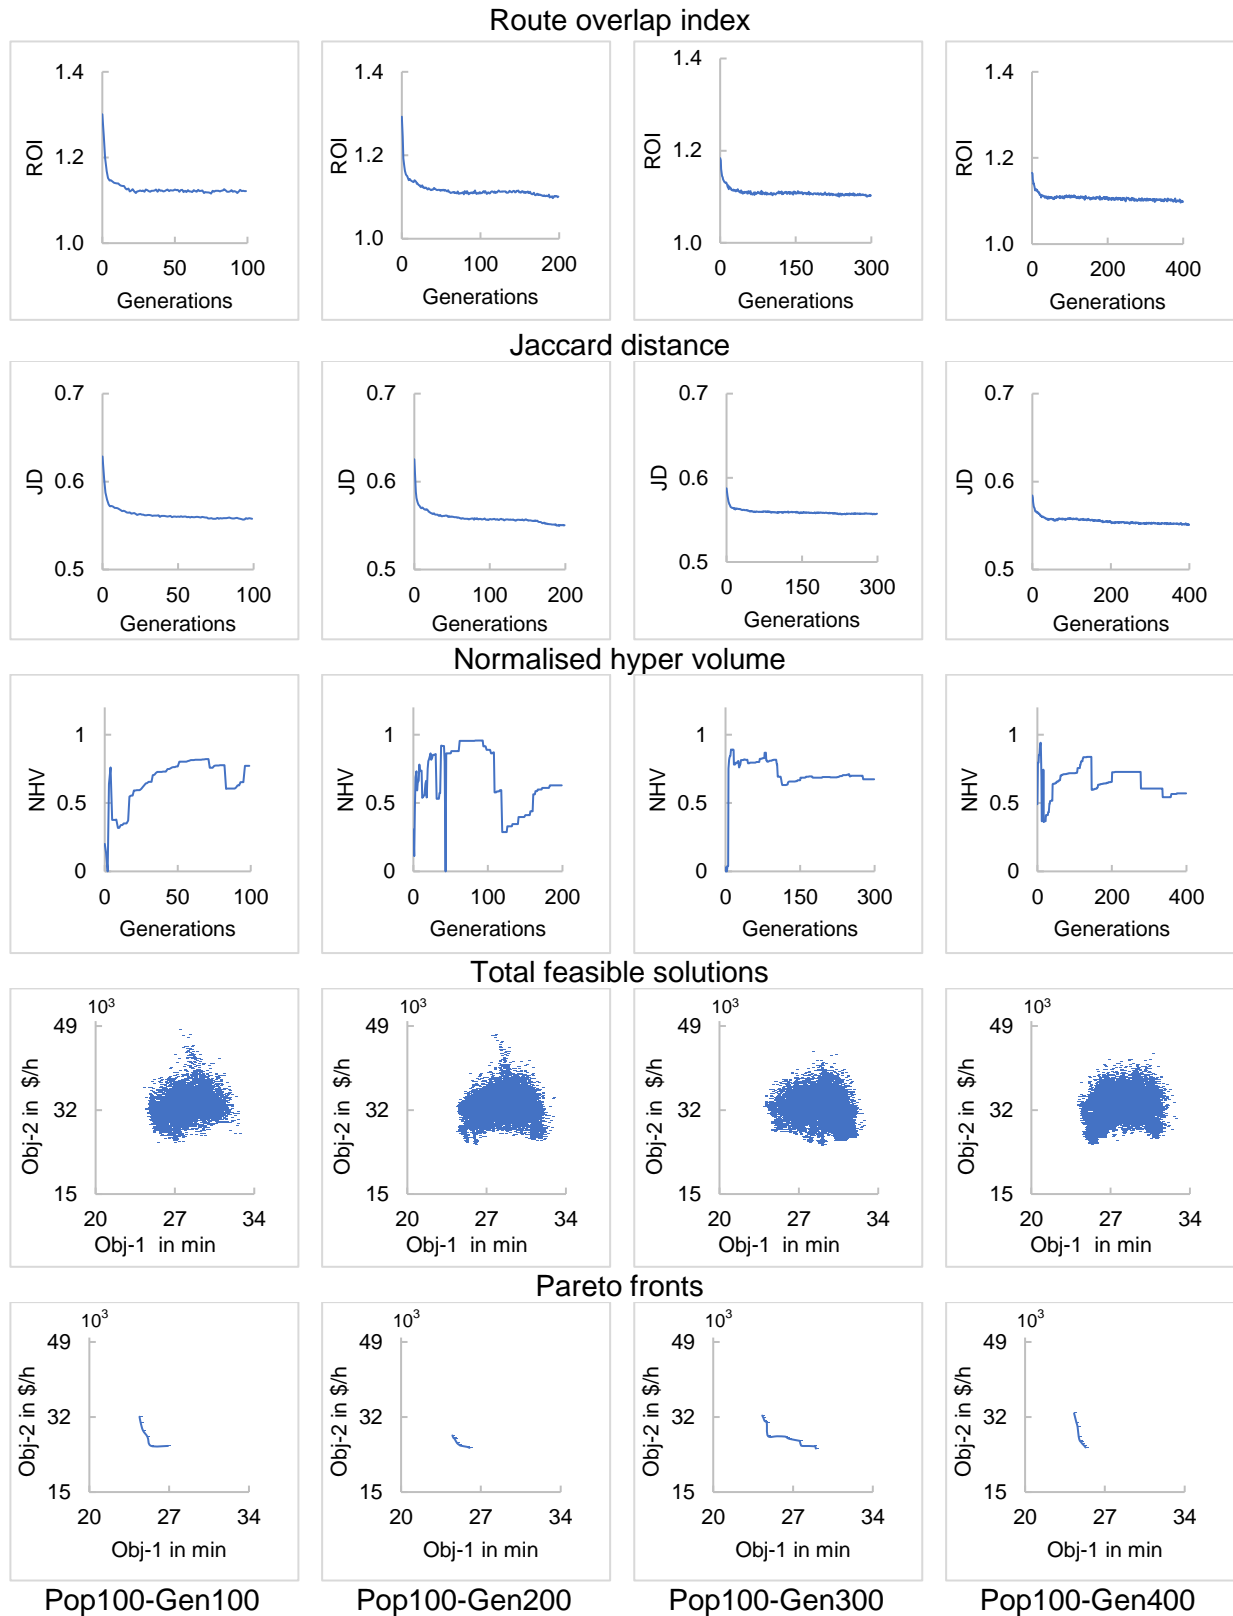 Route overlap index
1.4
1.2
1.0
ROI
0 50 100
Generations
1.4
1.2
1.0
ROI
0 100 200
Generations
1.4
1.2
1.0
ROI
0 150 300
Generations
1.4
1.2
1.0
ROI
0 200 400
Generations
Jaccard distance
0.7
0.6
0.5
JD
0 50 100
Generations
0.7
0.6
0.5
JD
0 100 200
Generations
0.7
0.6
0.5
JD
0 150 300
Generations
0.7
0.6
0.5
JD
0 200 400
Generations
Normalised hyper volume
1
0.5
0
NHV
0 50 100
Generations
1
0.5
0
NHV
0 100 200
Generations
1
0.5
0
NHV
0 150 300
Generations
1
0.5
0
NHV
0 200 400
Generations
Total feasible solutions
10³
49
32
15
Obj-2 in $/h
20 27 34
Obj-1 in min
10³
49
32
15
Obj-2 in $/h
20 27 34
Obj-1 in min
10³
49
32
15
Obj-2 in $/h
20 27 34
Obj-1 in min
10³
49
32
15
Obj-2 in $/h
20 27 34
Obj-1 in min
Pareto fronts
10³
49
32
15
Obj-2 in $/h
20 27 34
Obj-1 in min
10³
49
32
15
Obj-2 in $/h
20 27 34
Obj-1 in min
10³
49
32
15
Obj-2 in $/h
20 27 34
Obj-1 in min
10³
49
32
15
Obj-2 in $/h
20 27 34
Obj-1 in min
Pop100-Gen100 Pop100-Gen200 Pop100-Gen300 Pop100-Gen400